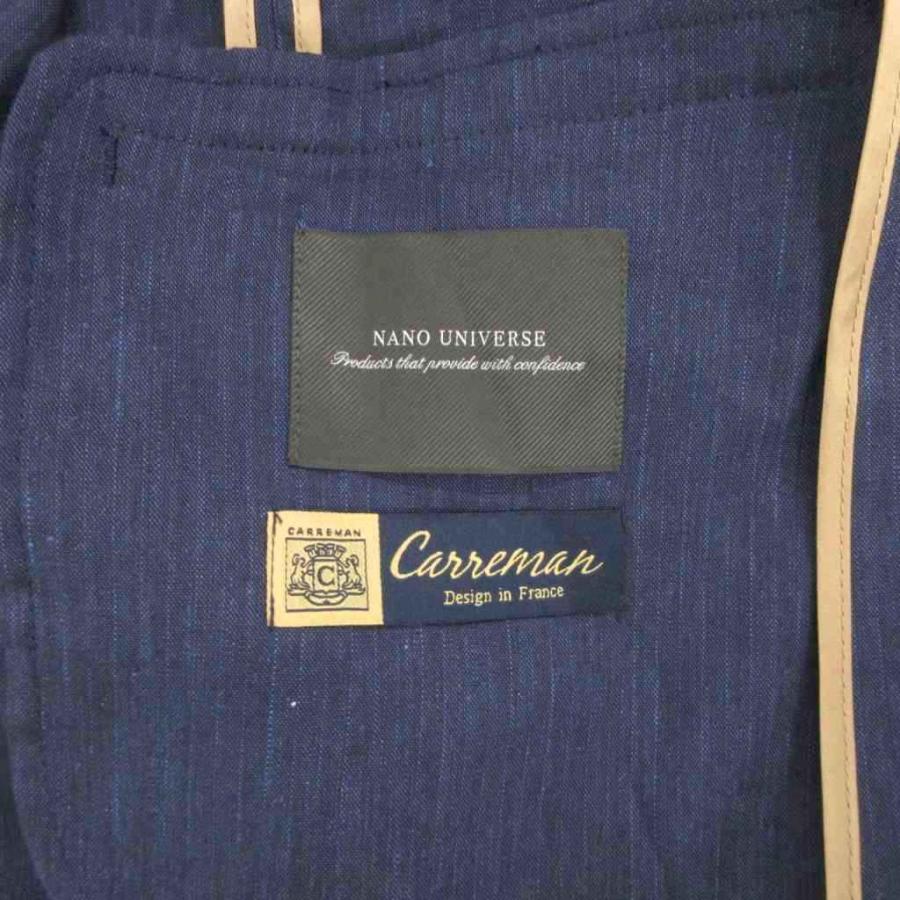 NANO UNIVERSE
Products that provide with confidence
CARREMAN
C
Carreman
Design in France